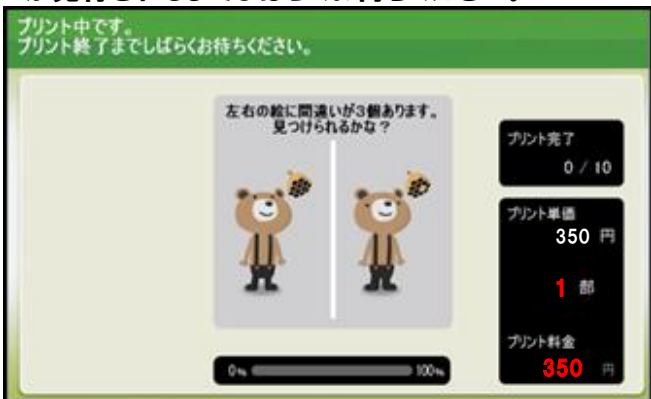 プリント中です。
プリント終了までしばらくお待ちください。
左右の絵に間違いが3個あります。
見つけられるかな？
プリント完了
0 / 10
プリント単価
350 円
1 部
プリント料金
350 円
0% 100%